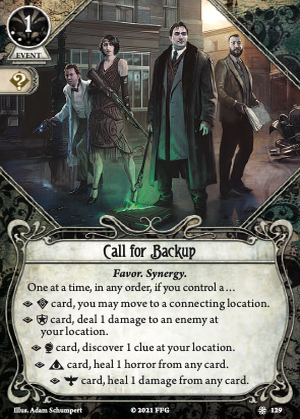 1
EVENT
?
Call for Backup
Favor. Synergy.
One at a time, in any order, if you control a…
card, you may move to a connecting location.
card, deal 1 damage to an enemy at
your location.
card, discover 1 clue at your location.
card, heal 1 horror from any card.
card, heal 1 damage from any card.
Illus. Adam Schumpert
© 2021 FFG
129